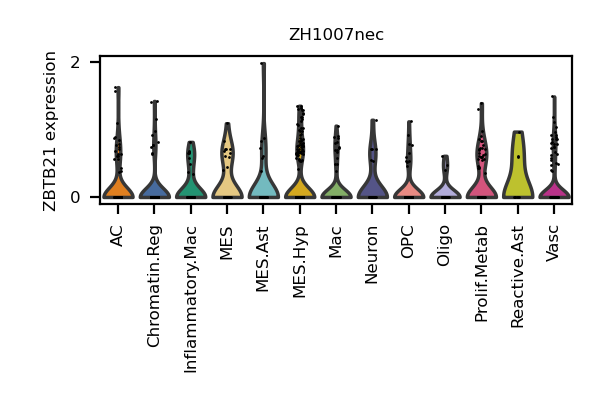 ZH1007nec
ZBTB21 expression
2
0
AC
Chromatin.Reg
Inflammatory.Mac
MES
MES.Ast
MES.Hyp
Mac
Neuron
OPC
Oligo
Prolif.Metab
Reactive.Ast
Vasc